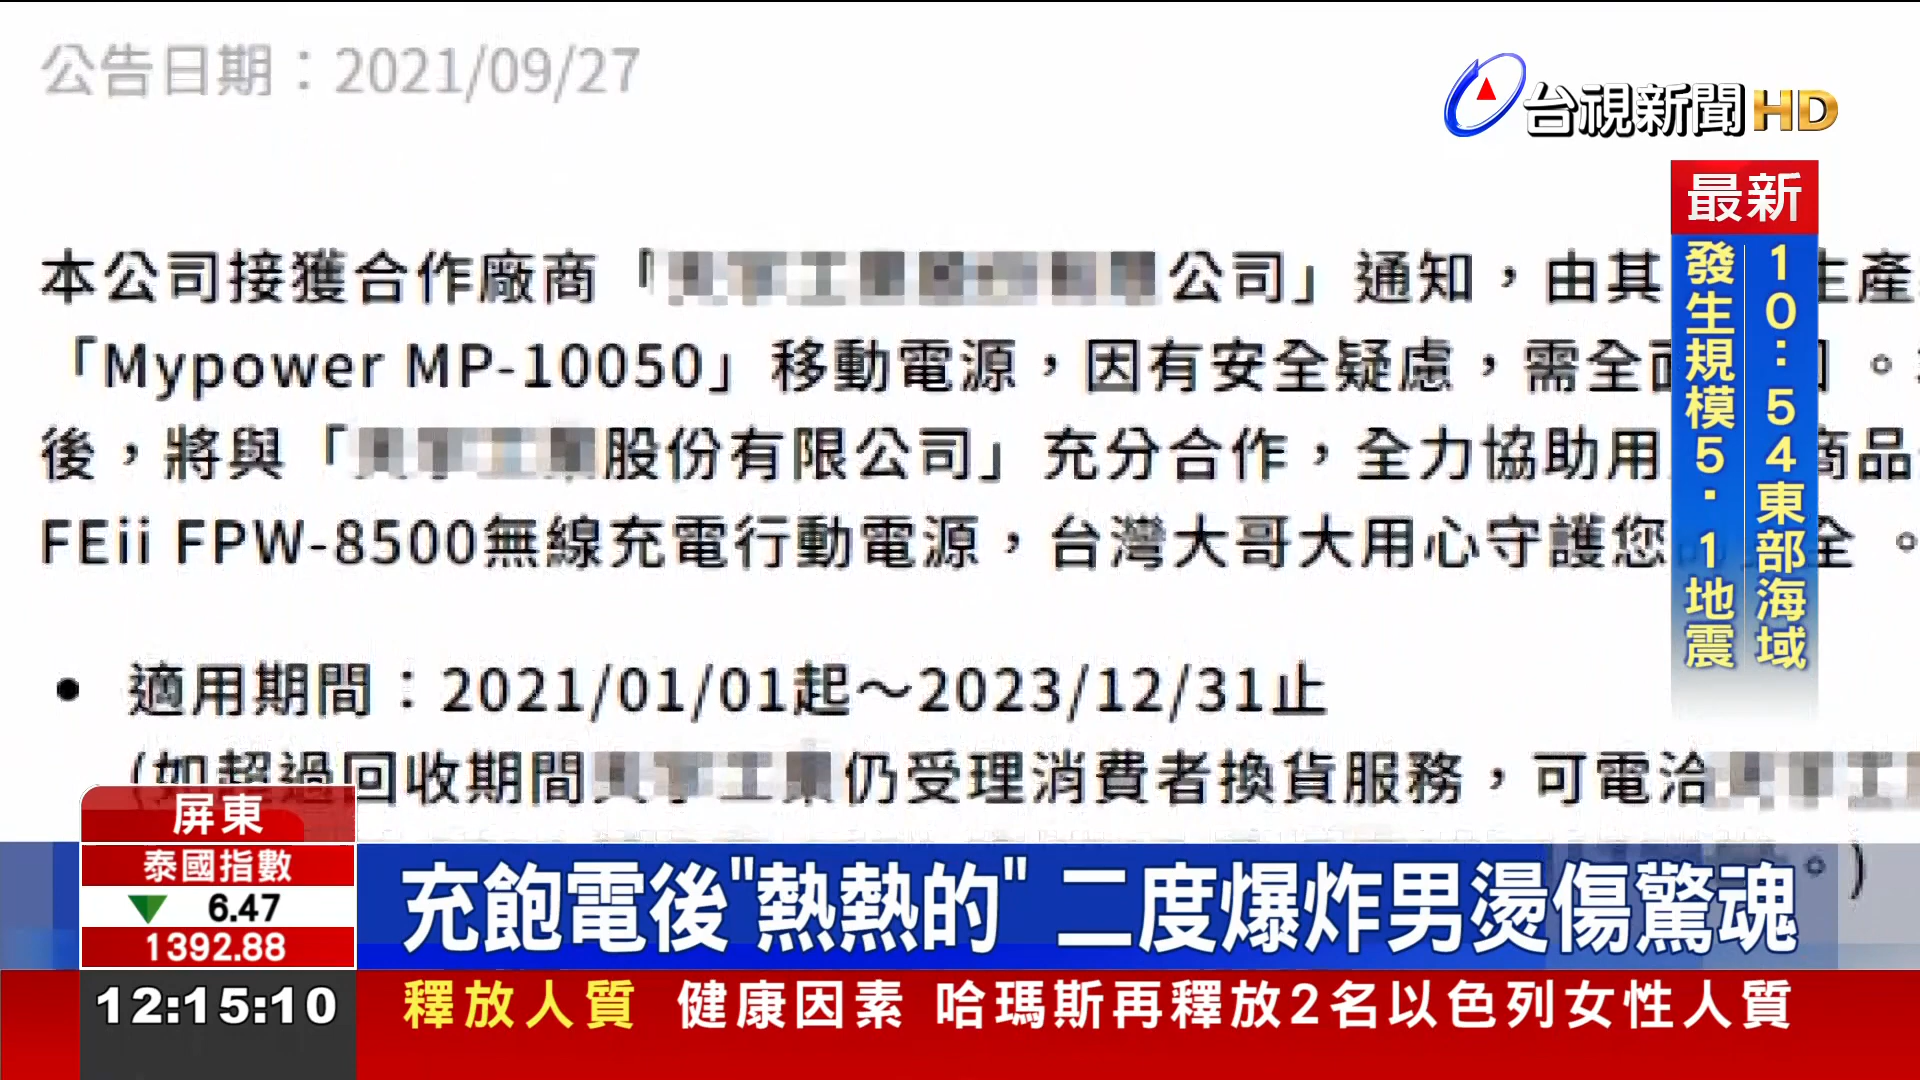 公告日期：2021/09/27
台視新聞HD
最新
10：54東部海域
發生規模5．1地震
本公司接獲合作廠商「公司」通知，由其生產
「Mypower MP-10050」移動電源，因有安全疑慮，需全面回。
後，將與「股份有限公司」充分合作，全力協助用商品
FEii FPW-8500無線充電行動電源，台灣大哥大用心守護您全。
• 適用期間：2021/01/01起～2023/12/31止
(如超過回收期間仍受理消費者換貨服務，可電洽
。)
屏東
泰國指數
▼ 6.47
1392.88
12:15:10
充飽電後"熱熱的" 二度爆炸男燙傷驚魂
釋放人質 健康因素 哈瑪斯再釋放2名以色列女性人質